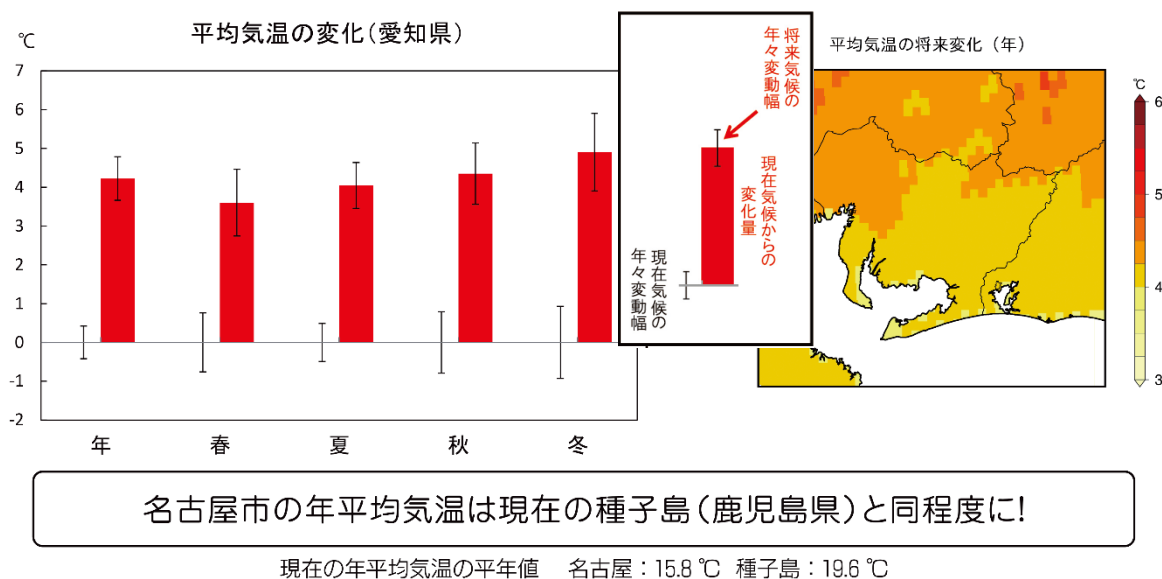 平均気温の変化(愛知県)
℃
7
6
5
4
3
2
1
0
-1
-2
年 春 夏 秋 冬
将来気候の
年々変動幅
現在気候からの
変化量
現在気候の
年々変動幅
平均気温の将来変化(年)
℃
6
5
4
3
名古屋市の年平均気温は現在の種子島(鹿児島県)と同程度に!
現在の年平均気温の平年値 名古屋:15.8 ℃ 種子島:19.6 ℃